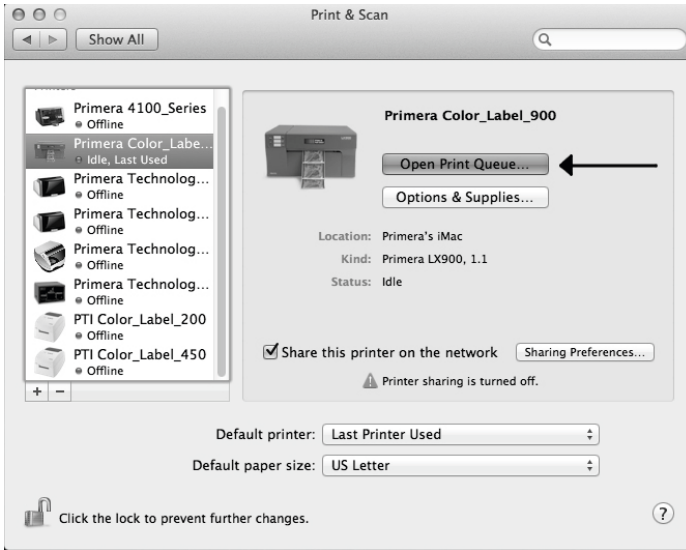 Print & Scan
Show All
Primera 4100_Series
Offline
Primera Color_Labe...
Idle, Last Used
Primera Technolog...
Offline
Primera Technolog...
Offline
Primera Technolog...
Offline
Primera Technolog...
Offline
PTI Color_Label_200
Offline
PTI Color_Label_450
Offline
+ −
Primera Color_Label_900
Open Print Queue...
Options & Supplies...
Location: Primera's iMac
Kind: Primera LX900, 1.1
Status: Idle
Share this printer on the network Sharing Preferences...
Printer sharing is turned off.
Default printer: Last Printer Used
Default paper size: US Letter
Click the lock to prevent further changes.
?